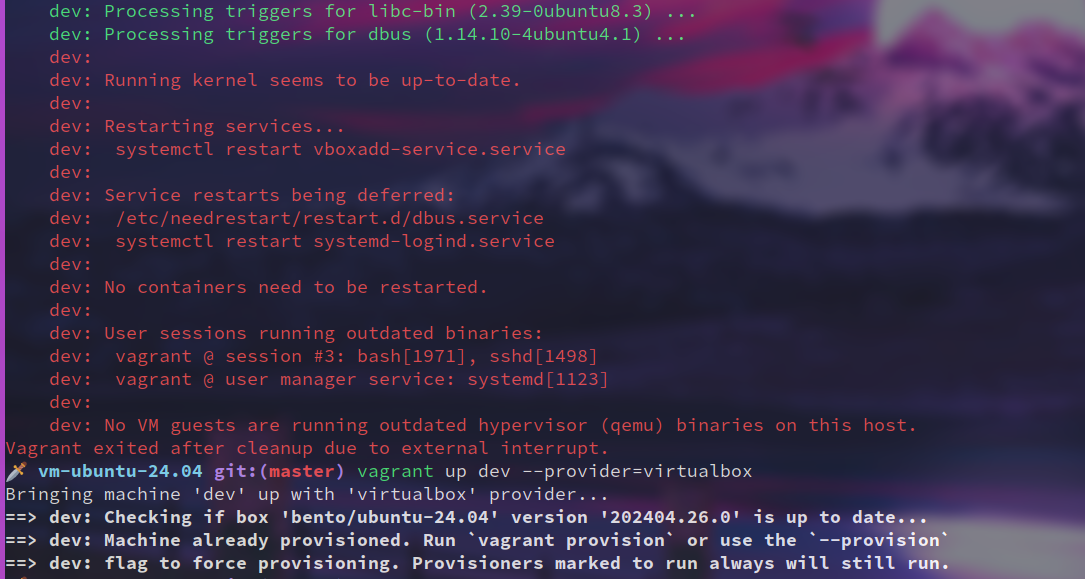 dev: Processing triggers for libc-bin (2.39-0ubuntu8.3) ...
dev: Processing triggers for dbus (1.14.10-4ubuntu4.1) ...
dev:
dev: Running kernel seems to be up-to-date.
dev:
dev: Restarting services...
dev:  systemctl restart vboxadd-service.service
dev:
dev: Service restarts being deferred:
dev:  /etc/needrestart/restart.d/dbus.service
dev:  systemctl restart systemd-logind.service
dev:
dev: No containers need to be restarted.
dev:
dev: User sessions running outdated binaries:
dev:  vagrant @ session #3: bash[1971], sshd[1498]
dev:  vagrant @ user manager service: systemd[1123]
dev:
dev: No VM guests are running outdated hypervisor (qemu) binaries on this host.
Vagrant exited after cleanup due to external interrupt.
vm-ubuntu-24.04 git:(master) vagrant up dev --provider=virtualbox
Bringing machine 'dev' up with 'virtualbox' provider...
==> dev: Checking if box 'bento/ubuntu-24.04' version '202404.26.0' is up to date...
==> dev: Machine already provisioned. Run `vagrant provision` or use the `--provision`
==> dev: flag to force provisioning. Provisioners marked to run always will still run.